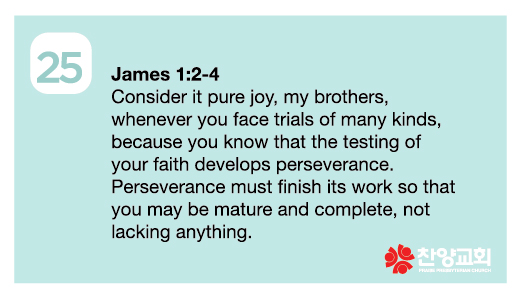 25
James 1:2-4
Consider it pure joy, my brothers,
whenever you face trials of many kinds,
because you know that the testing of
your faith develops perseverance.
Perseverance must finish its work so that
you may be mature and complete, not
lacking anything.
찬양교회
PRAISE PRESBYTERIAN CHURCH